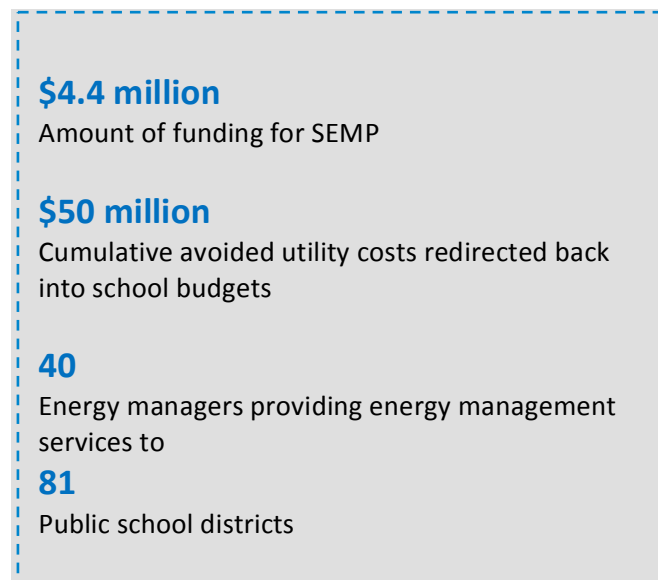 $4.4 million
Amount of funding for SEMP
$50 million
Cumulative avoided utility costs redirected back
into school budgets
40
Energy managers providing energy management
services to
81
Public school districts